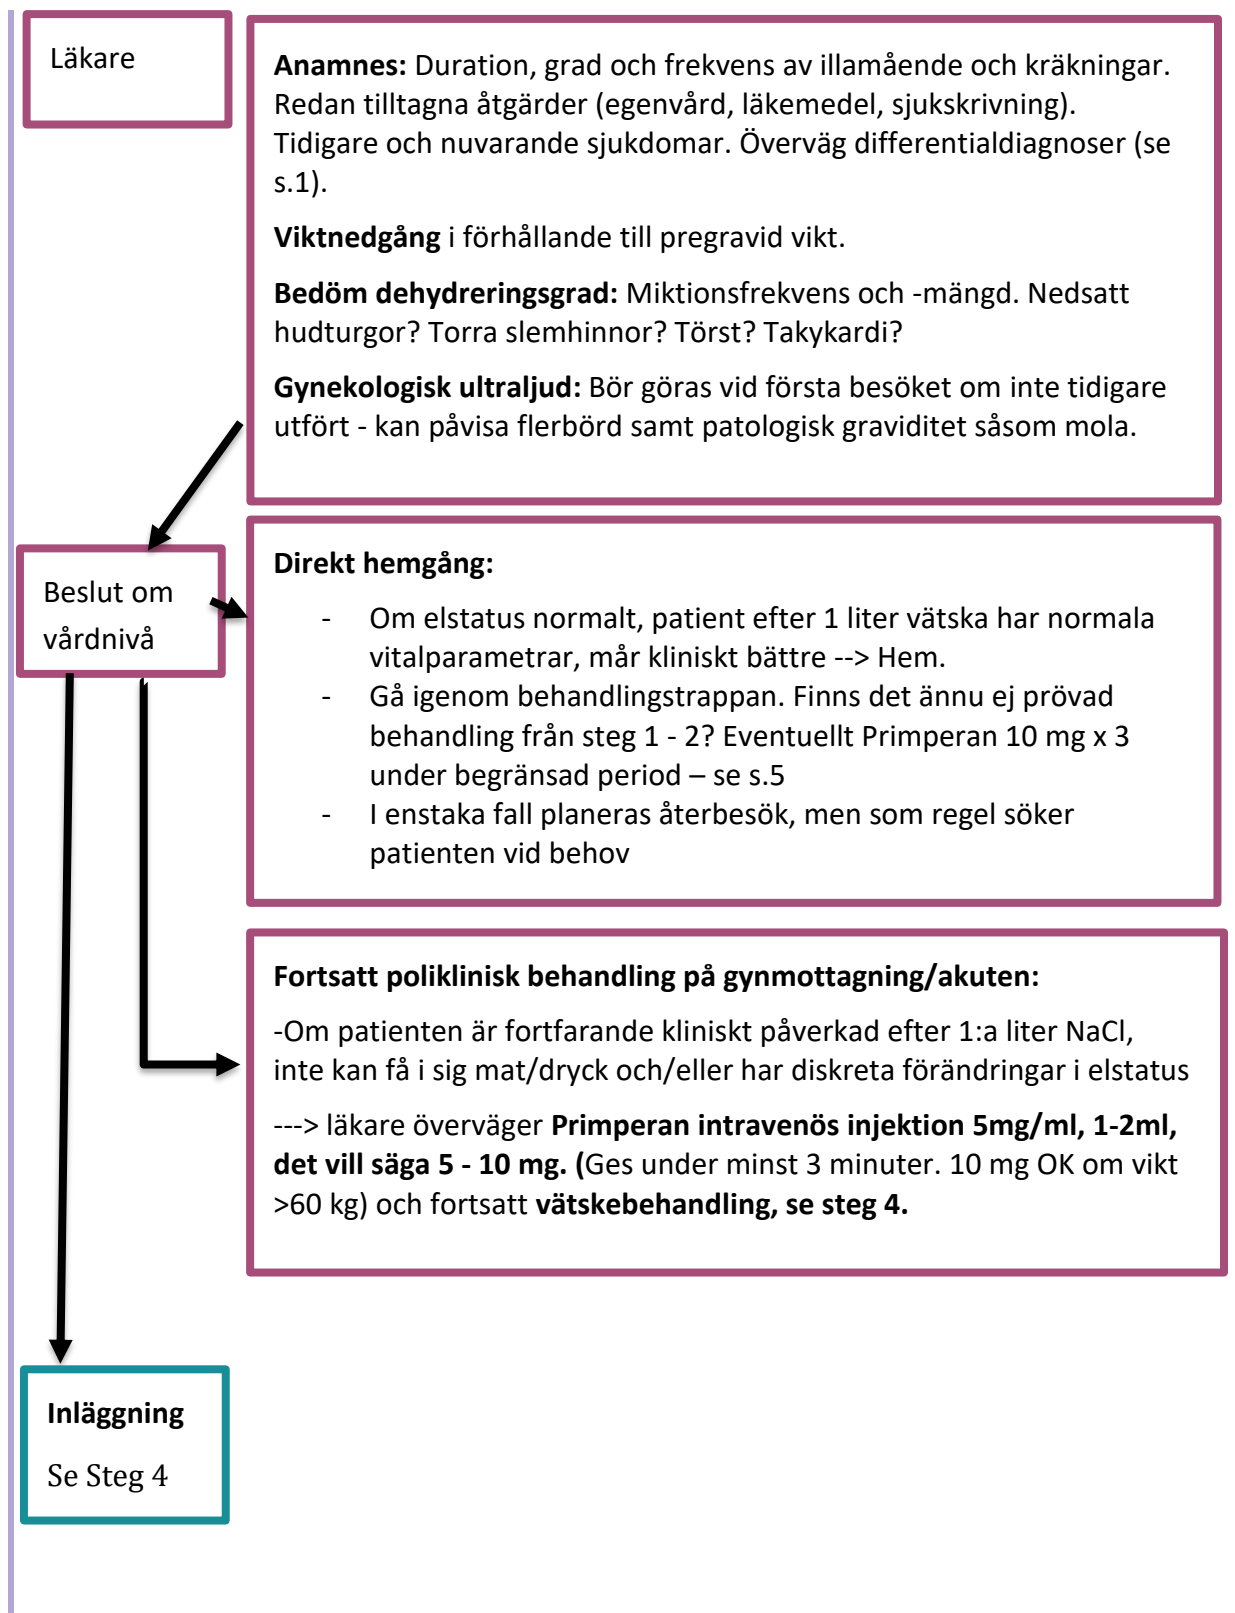 Läkare
Anamnes: Duration, grad och frekvens av illamående och kräkningar.
Redan tilltagna åtgärder (egenvård, läkemedel, sjukskrivning).
Tidigare och nuvarande sjukdomar. Överväg differentialdiagnoser (se
s.1).
Viktnedgång i förhållande till pregravid vikt.
Bedöm dehydreringsgrad: Miktionsfrekvens och -mängd. Nedsatt
hudturgor? Torra slemhinnor? Törst? Takykardi?
Gynekologisk ultraljud: Bör göras vid första besöket om inte tidigare
utfört - kan påvisa flerbörd samt patologisk graviditet såsom mola.
Beslut om
vårdnivå
Direkt hemgång:
- Om elstatus normalt, patient efter 1 liter vätska har normala
vitalparametrar, mår kliniskt bättre --> Hem.
- Gå igenom behandlingstrappan. Finns det ännu ej prövad
behandling från steg 1 - 2? Eventuellt Primperan 10 mg x 3
under begränsad period – se s.5
- I enstaka fall planeras återbesök, men som regel söker
patienten vid behov
Fortsatt poliklinisk behandling på gynmottagning/akuten:
-Om patienten är fortfarande kliniskt påverkad efter 1:a liter NaCl,
inte kan få i sig mat/dryck och/eller har diskreta förändringar i elstatus
---> läkare överväger Primperan intravenös injektion 5mg/ml, 1-2ml,
det vill säga 5 - 10 mg. (Ges under minst 3 minuter. 10 mg OK om vikt
>60 kg) och fortsatt vätskebehandling, se steg 4.
Inläggning
Se Steg 4